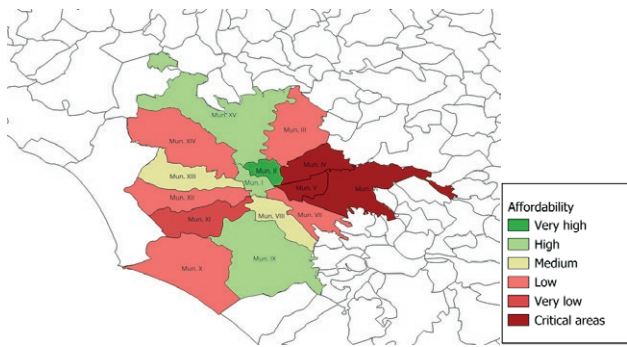 Mun. XV
Mun. III
Mun. XIV
Mun. IV
Mun. II
Mun. XIII
Mun. I
Mun. V
Mun. XII
Mun. XI
Mun. VIII
Mun. VII
Mun. IX
Mun. X
Affordability
Very high
High
Medium
Low
Very low
Critical areas